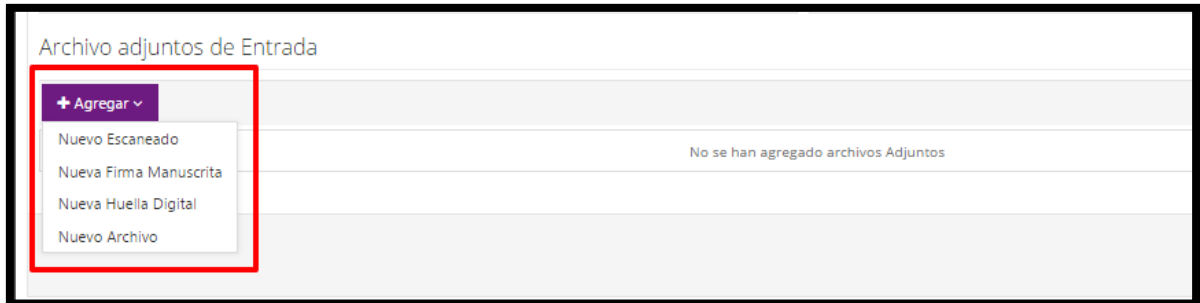 Archivo adjuntos de Entrada
+ Agregar
Nuevo Escaneado
No se han agregado archivos Adjuntos
Nueva Firma Manuscrita
Nueva Huella Digital
Nuevo Archivo